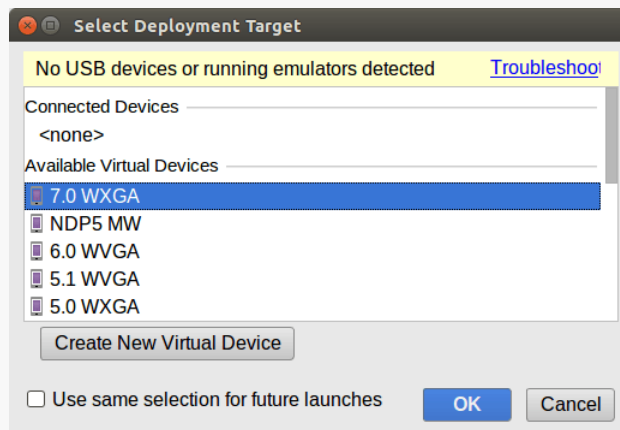 Select Deployment Target
No USB devices or running emulators detected Troubleshoot
Connected Devices
<none>
Available Virtual Devices
7.0 WXGA
NDP5 MW
6.0 WVGA
5.1 WVGA
5.0 WXGA
Create New Virtual Device
Use same selection for future launches OK Cancel